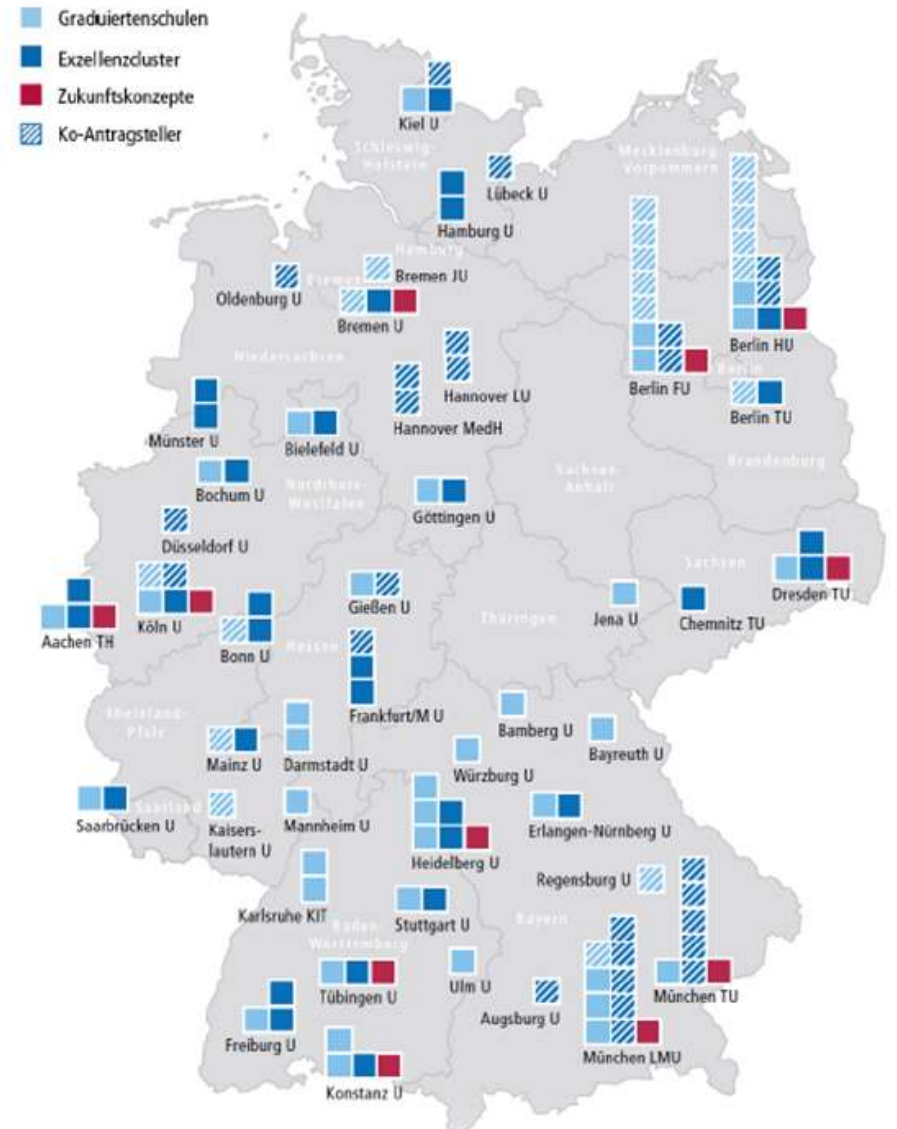 Graduiertenschulen
Exzellenzcluster
Zukunftskonzepte
Ko-Antragsteller
Kiel U
Schleswig-
Holstein
Mecklenburg-
Vorpommern
Lübeck U
Hamburg U
Hamburg
Bremen JU
Bremen
Oldenburg U
Bremen U
Berlin HU
Niedersachsen
Berlin
Berlin FU
Hannover LU
Berlin TU
Hannover MedH
Münster U
Bielefeld U
Brandenburg
Sachsen-
Anhalt
Bochum U
Nordrhein-
Westfalen
Göttingen U
Düsseldorf U
Sachsen
Dresden TU
Gießen U
Jena U
Chemnitz TU
Thüringen
Köln U
Aachen TH
Bonn U
Hessen
Frankfurt/M U
Rheinland-
Pfalz
Bamberg U
Bayreuth U
Mainz U
Darmstadt U
Würzburg U
Saarland
Saarbrücken U
Kaisers-
lautern U
Mannheim U
Erlangen-Nürnberg U
Heidelberg U
Regensburg U
Karlsruhe KIT
Stuttgart U
Bayern
Baden
Württemberg
Ulm U
Tübingen U
München TU
Augsburg U
Freiburg U
München LMU
Konstanz U